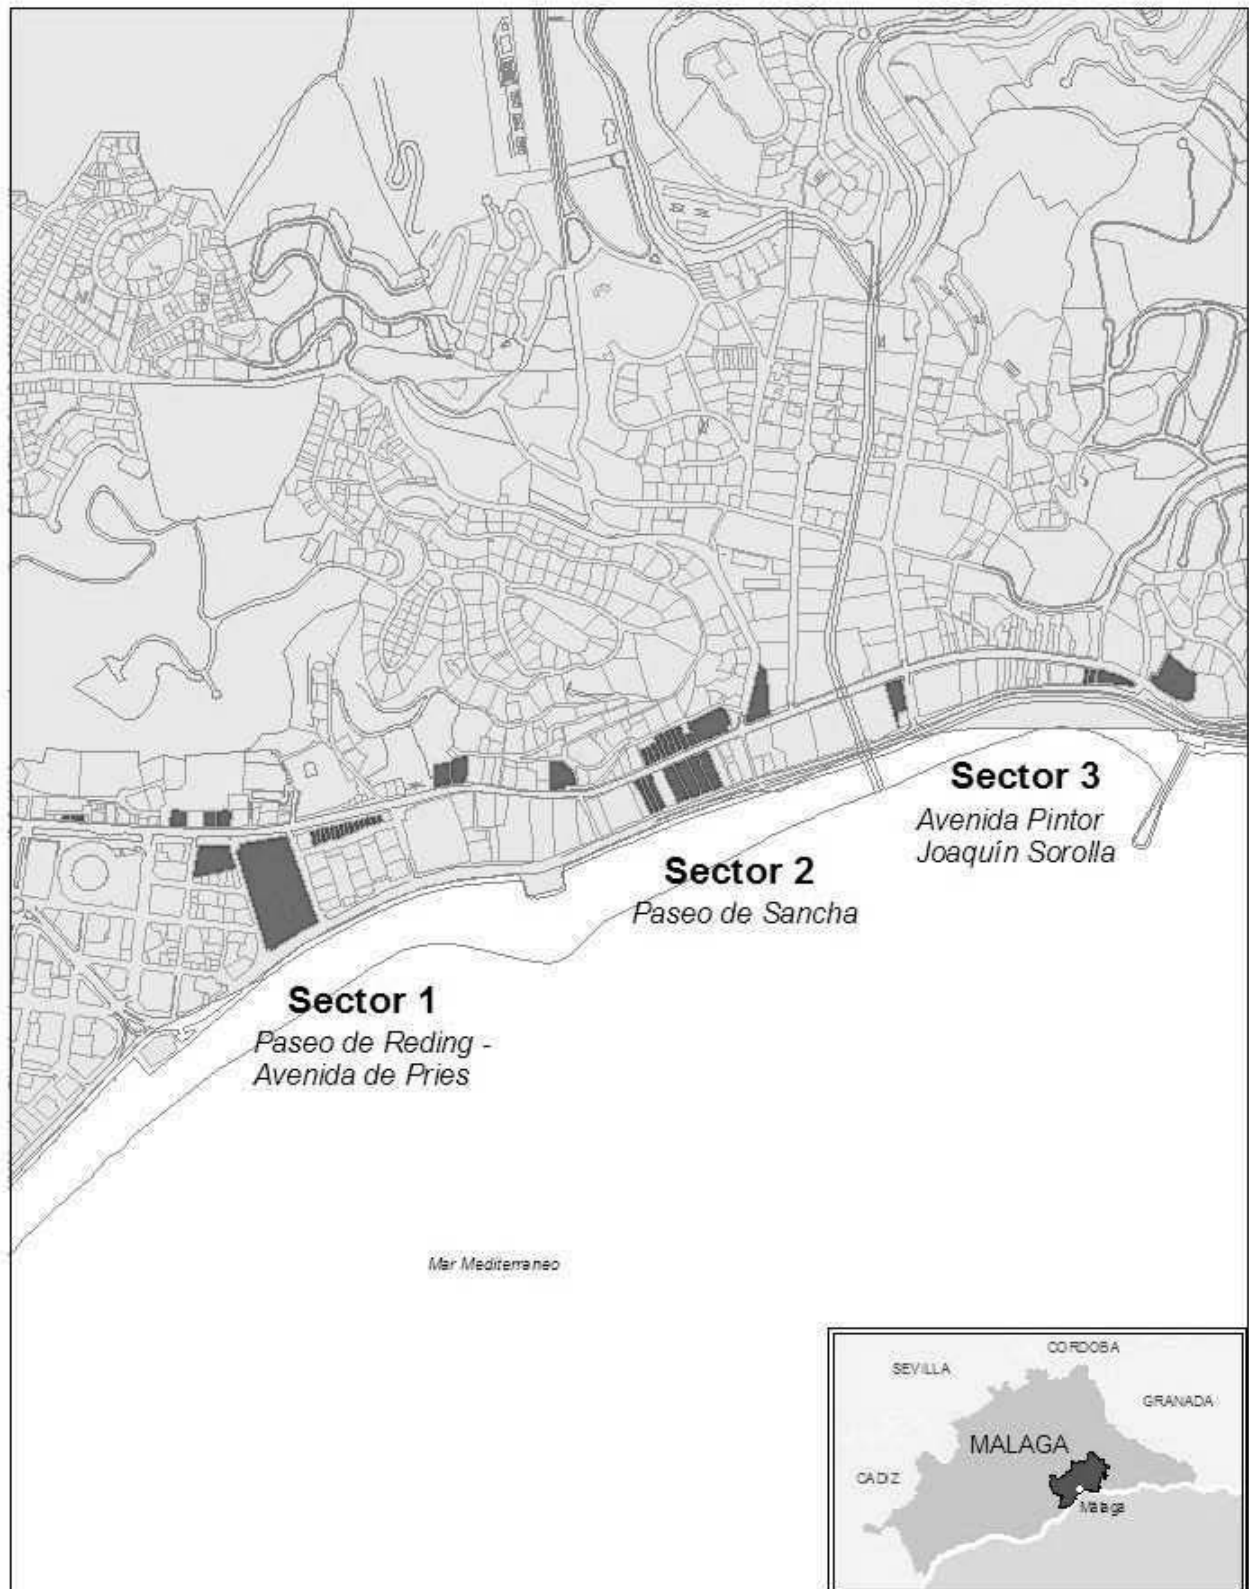 Sector 3
Avenida Pintor
Joaquín Sorolla
Sector 2
Paseo de Sancha
Sector 1
Paseo de Reding -
Avenida de Pries
Mar Mediterraneo
CORDOBA
SEVILLA
GRANADA
MALAGA
CADIZ
Málaga